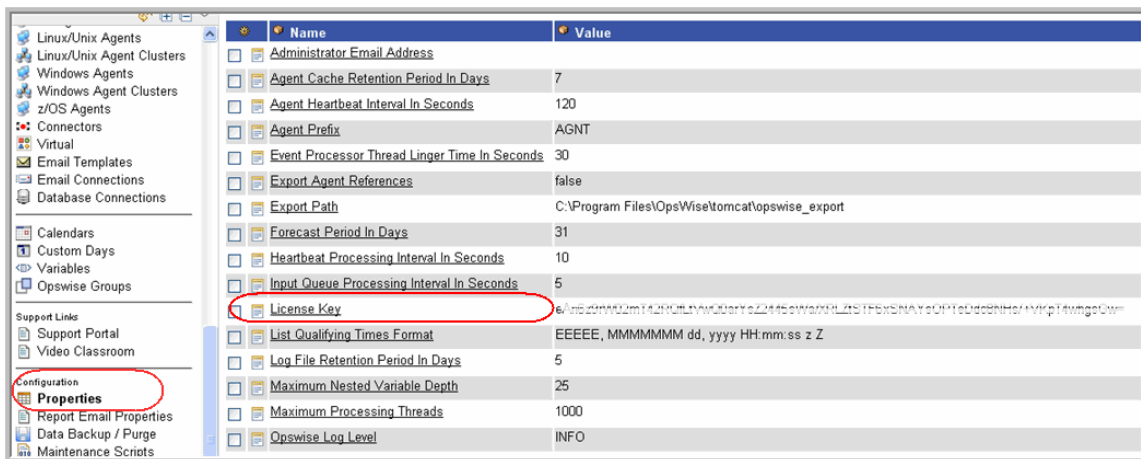 Linux/Unix Agents
Linux/Unix Agent Clusters
Windows Agents
Windows Agent Clusters
z/OS Agents
Connectors
Virtual
Email Templates
Email Connections
Database Connections
Calendars
Custom Days
Variables
Opswise Groups
Support Links
Support Portal
Video Classroom
Configuration
Properties
Report Email Properties
Data Backup / Purge
Maintenance Scripts
Name Value
Administrator Email Address
Agent Cache Retention Period In Days 7
Agent Heartbeat Interval In Seconds 120
Agent Prefix AGNT
Event Processor Thread Linger Time In Seconds 30
Export Agent References false
Export Path C:\Program Files\OpsWise\tomcat\opswise_export
Forecast Period In Days 31
Heartbeat Processing Interval In Seconds 10
Input Queue Processing Interval In Seconds 5
License Key
List Qualifying Times Format EEEEE, MMMMMMM dd, yyyy HH:mm:ss z Z
Log File Retention Period In Days 5
Maximum Nested Variable Depth 25
Maximum Processing Threads 1000
Opswise Log Level INFO